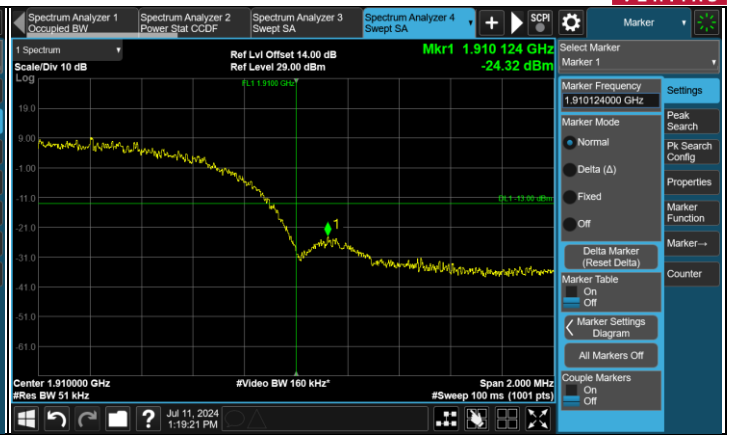 Spectrum Analyzer 1
Occupied BW
Spectrum Analyzer 2
Power Stat CCDF
Spectrum Analyzer 3
Swept SA
Spectrum Analyzer 4
Swept SA
SCPI
Marker
1 Spectrum
Scale/Div 10 dB
Log
Ref Lvl Offset 14.00 dB
Ref Level 29.00 dBm
Mkr1 1.910 124 GHz
-24.32 dBm
FL1 1.9100 GHz
19.0
9.00
-1.00
-11.0
-21.0
-31.0
-41.0
-51.0
-61.0
DL1 -13.00 dBm
1
Center 1.910000 GHz
#Res BW 51 kHz
#Video BW 160 kHz*
Span 2.000 MHz
#Sweep 100 ms (1001 pts)
Select Marker
Marker 1
Marker Frequency
1.910124000 GHz
Marker Mode
Normal
Delta (Δ)
Fixed
Off
Delta Marker
(Reset Delta)
Marker Table
On
Off
Marker Settings
Diagram
All Markers Off
Couple Markers
On
Off
Settings
Peak
Search
Pk Search
Config
Properties
Marker
Function
Marker→
Counter
?
Jul 11, 2024
1:19:21 PM